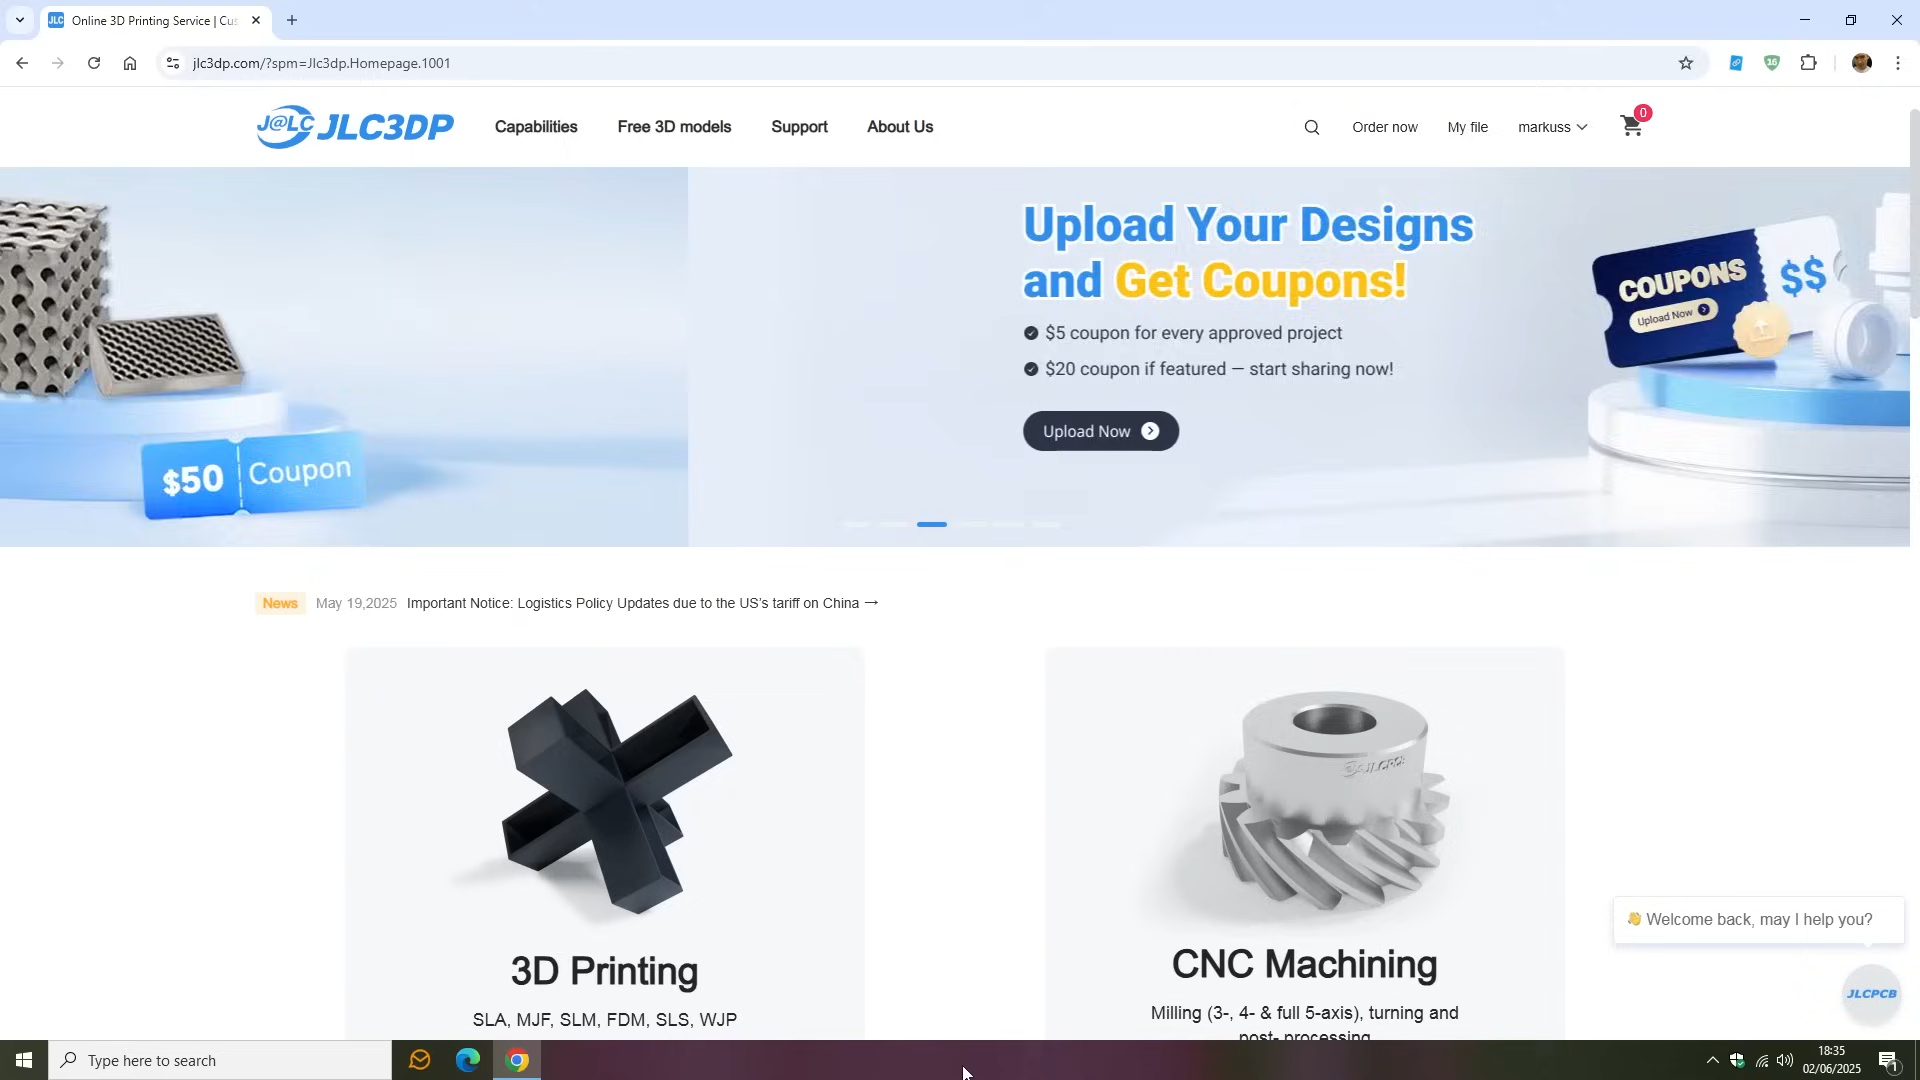 JLC
Online 3D Printing Service | Cus
jlc3dp.com/?spm=Jlc3dp.Homepage.1001
16
J@LC JLC3DP
Capabilities
Free 3D models
Support
About Us
Order now
My file
markuss
0
Upload Your Designs
and Get Coupons!
$5 coupon for every approved project
$20 coupon if featured — start sharing now!
Upload Now
COUPONS
$$
Upload Now
$50 Coupon
News
May 19,2025
Important Notice: Logistics Policy Updates due to the US's tariff on China →
JLCPCB
3D Printing
SLA, MJF, SLM, FDM, SLS, WJP
CNC Machining
Milling (3-, 4- & full 5-axis), turning and
post- processing
👋 Welcome back, may I help you?
JLCPCB
Type here to search
18:35
02/06/2025
1